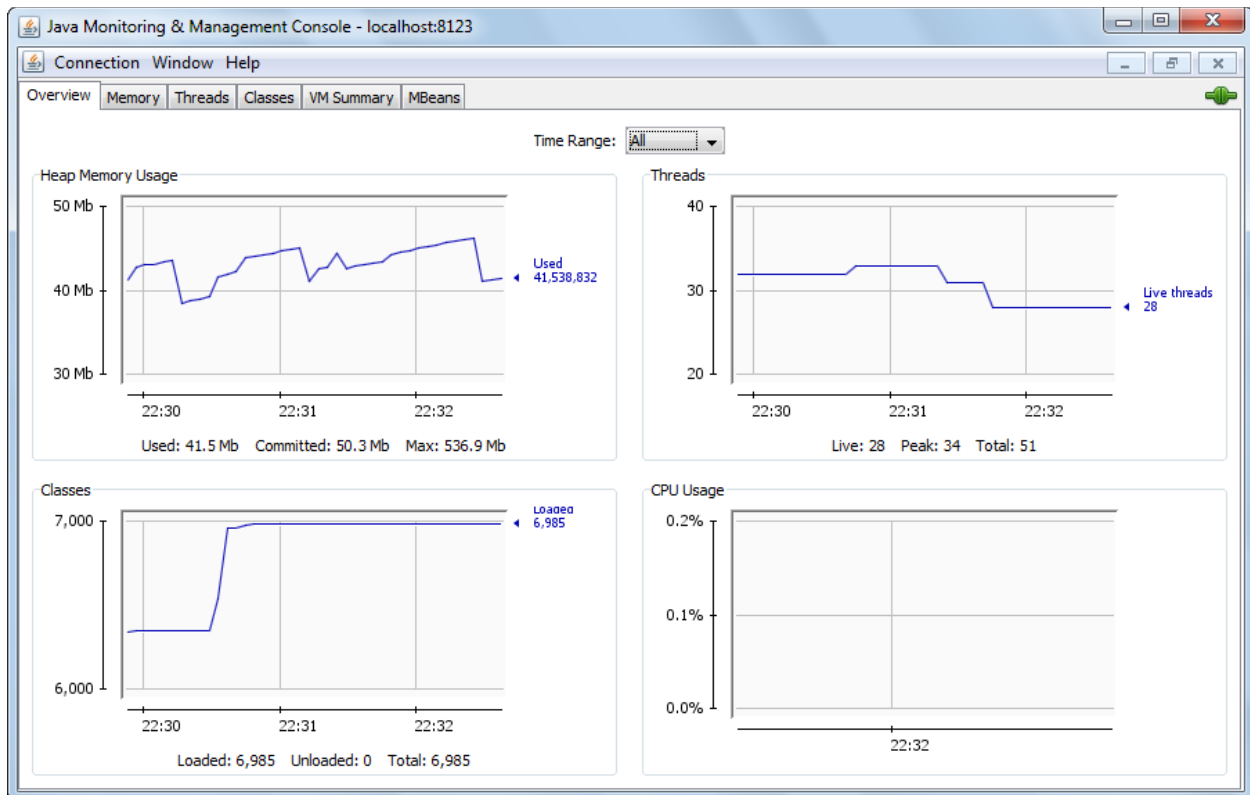 Java Monitoring & Management Console - localhost:8123
Connection Window Help
Overview Memory Threads Classes VM Summary MBeans
Time Range: All
Heap Memory Usage
50 Mb
40 Mb
30 Mb
Used
41,538,832
22:30 22:31 22:32
Used: 41.5 Mb Committed: 50.3 Mb Max: 536.9 Mb
Threads
40
30
20
Live threads
28
22:30 22:31 22:32
Live: 28 Peak: 34 Total: 51
Classes
7,000
6,000
Loaded
6,985
22:30 22:31 22:32
Loaded: 6,985 Unloaded: 0 Total: 6,985
CPU Usage
0.2%
0.1%
0.0%
22:32